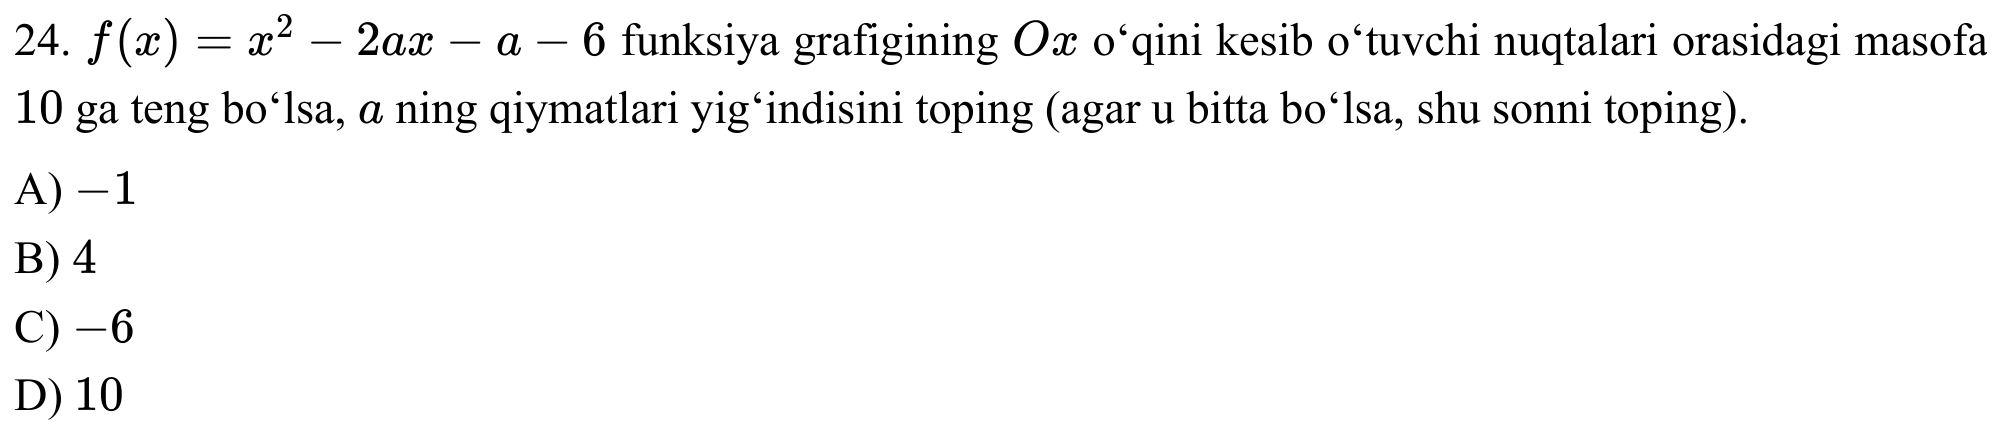 24. f(x) = x² − 2ax − a − 6 funksiya grafigining Ox o‘qini kesib o‘tuvchi nuqtalari orasidagi masofa
10 ga teng bo‘lsa, a ning qiymatlari yig‘indisini toping (agar u bitta bo‘lsa, shu sonni toping).
A) −1
B) 4
C) −6
D) 10